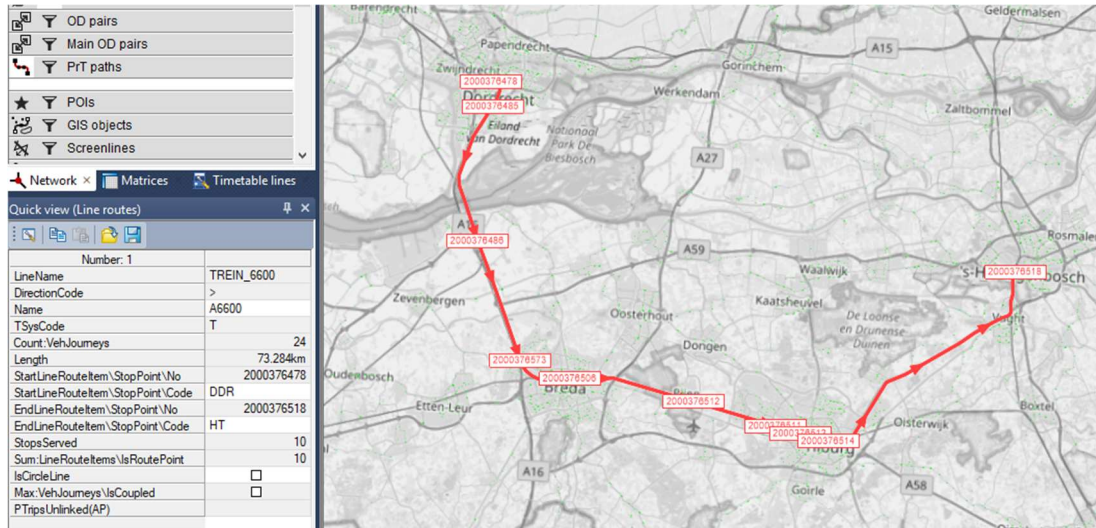 OD pairs
Main OD pairs
PrT paths
POIs
GIS objects
Screenlines
Network
Matrices
Timetable lines
Quick view (Line routes)
Number: 1
LineName TREIN_6600
DirectionCode >
Name A6600
TSysCode T
Count:VehJourneys 24
Length 73.284km
StartLineRouteItem\StopPoint\No 2000376478
StartLineRouteItem\StopPoint\Code DDR
EndLineRouteItem\StopPoint\No 2000376518
EndLineRouteItem\StopPoint\Code HT
StopsServed 10
Sum:LineRouteItems\IsRoutePoint 10
IsCircleLine
Max:VehJourneys\IsCoupled
PTripsUnlinked(AP)
Barendrecht
Geldermalsen
Papendrecht
A15
Gorinchem
Zwijndrecht
2000376478
Dordrecht
2000376485
Werkendam
Zaltbommel
Eiland
van Dordrecht
Nationaal
Park De
Biesbosch
A27
A16
2000376486
A59
Rosmalen
Waalwijk
2000376518
Zevenbergen
Kaatsheuvel
De Loonse
en Drunense
Duinen
Vught
Oosterhout
Dongen
2000376573
Oudenbosch
2000376506
Breda
2000376512
Boxtel
Etten-Leur
2000376511
2000376514
Oisterwijk
Tilburg
A16
Goirle
A58